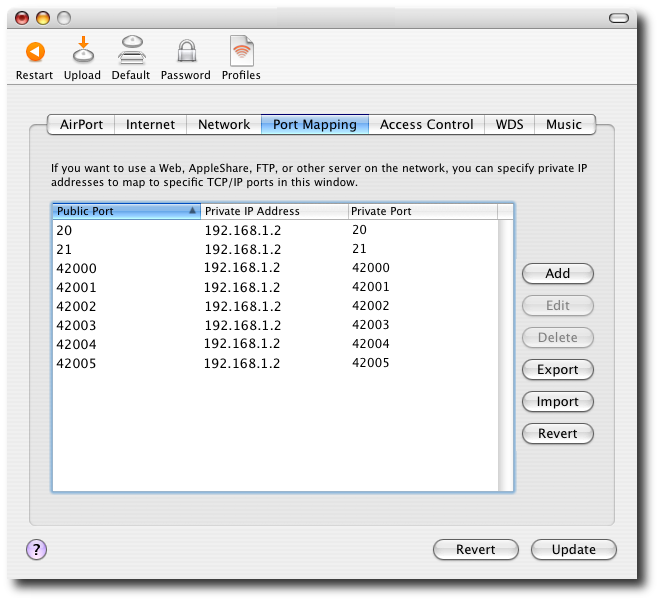 Restart Upload Default Password Profiles
AirPort Internet Network Port Mapping Access Control WDS Music
If you want to use a Web, AppleShare, FTP, or other server on the network, you can specify private IP
addresses to map to specific TCP/IP ports in this window.
Public Port Private IP Address Private Port
20 192.168.1.2 20
21 192.168.1.2 21
42000 192.168.1.2 42000
42001 192.168.1.2 42001
42002 192.168.1.2 42002
42003 192.168.1.2 42003
42004 192.168.1.2 42004
42005 192.168.1.2 42005
Add
Edit
Delete
Export
Import
Revert
? Revert Update